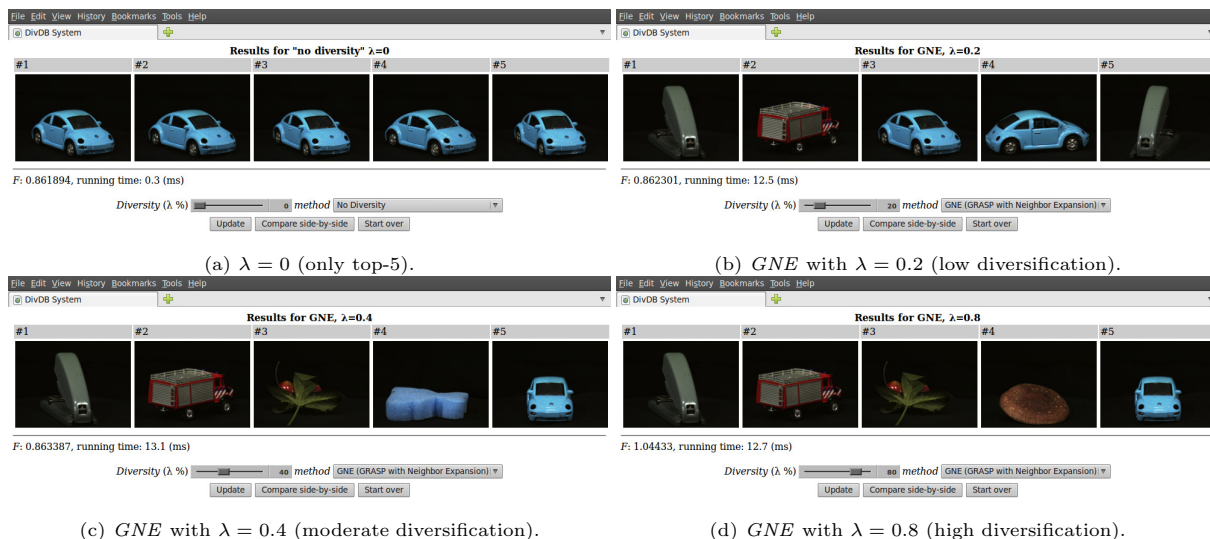 File Edit View History Bookmarks Tools Help
DivDB System
Results for "no diversity" λ=0
#1 #2 #3 #4 #5
F: 0.861894, running time: 0.3 (ms)
Diversity (λ %) 0 method No Diversity
Update Compare side-by-side Start over
(a) λ = 0 (only top-5).
File Edit View History Bookmarks Tools Help
DivDB System
Results for GNE, λ=0.2
#1 #2 #3 #4 #5
F: 0.862301, running time: 12.5 (ms)
Diversity (λ %) 20 method GNE (GRASP with Neighbor Expansion)
Update Compare side-by-side Start over
(b) GNE with λ = 0.2 (low diversification).
File Edit View History Bookmarks Tools Help
DivDB System
Results for GNE, λ=0.4
#1 #2 #3 #4 #5
F: 0.863387, running time: 13.1 (ms)
Diversity (λ %) 40 method GNE (GRASP with Neighbor Expansion)
Update Compare side-by-side Start over
(c) GNE with λ = 0.4 (moderate diversification).
File Edit View History Bookmarks Tools Help
DivDB System
Results for GNE, λ=0.8
#1 #2 #3 #4 #5
F: 1.04433, running time: 12.7 (ms)
Diversity (λ %) 80 method GNE (GRASP with Neighbor Expansion)
Update Compare side-by-side Start over
(d) GNE with λ = 0.8 (high diversification).